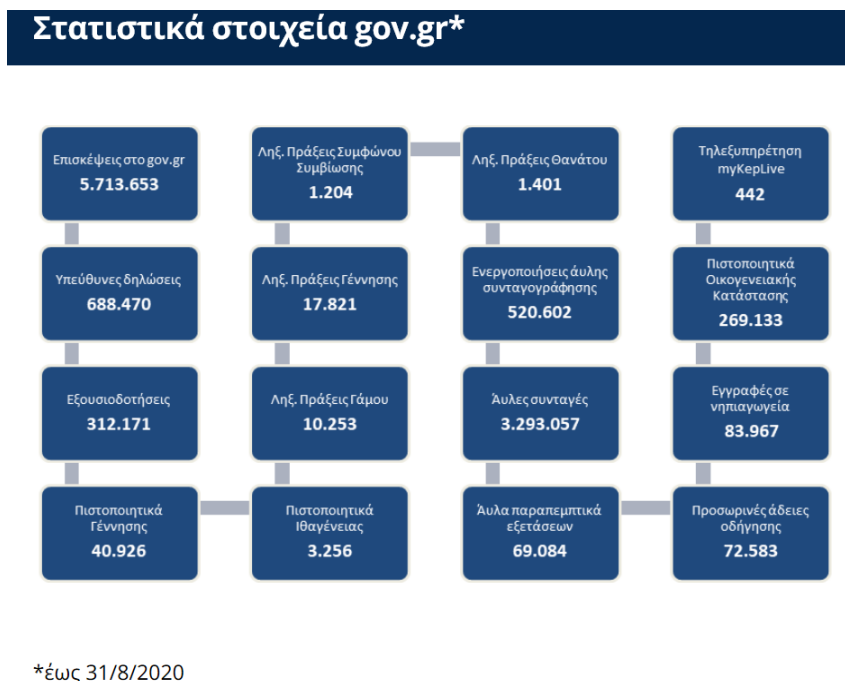 Στατιστικά στοιχεία gov.gr*
Επισκέψεις στο gov.gr
5.713.653
Υπεύθυνες δηλώσεις
688.470
Εξουσιοδοτήσεις
312.171
Πιστοποιητικά
Γέννησης
40.926
Πιστοποιητικά
Ιθαγένειας
3.256
Ληξ. Πράξεις Γάμου
10.253
Ληξ. Πράξεις Γέννησης
17.821
Ληξ. Πράξεις Συμφώνου
Συμβίωσης
1.204
Ληξ. Πράξεις Θανάτου
1.401
Ενεργοποιήσεις άυλης
συνταγογράφησης
520.602
Άυλες συνταγές
3.293.057
Άυλα παραπεμπτικά
εξετάσεων
69.084
Προσωρινές άδειες
οδήγησης
72.583
Εγγραφές σε
νηπιαγωγεία
83.967
Πιστοποιητικά
Οικογενειακής
Κατάστασης
269.133
Τηλεξυπηρέτηση
myKepLive
442
*έως 31/8/2020